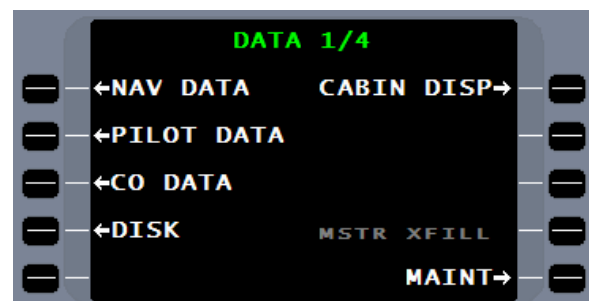 DATA 1/4
←NAV DATA CABIN DISP→
←PILOT DATA
←CO DATA
←DISK MSTR XFILL
MAINT→